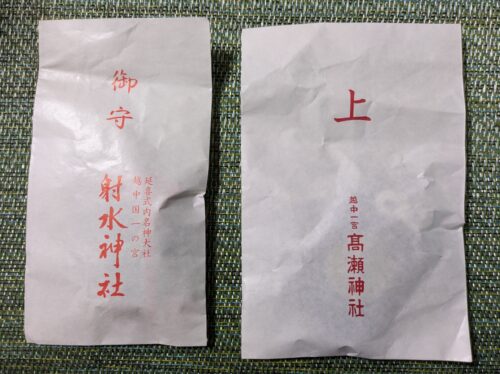 御守
延喜式内名神大社
越中国一の宮
射水神社
上
越中一宮
高瀬神社